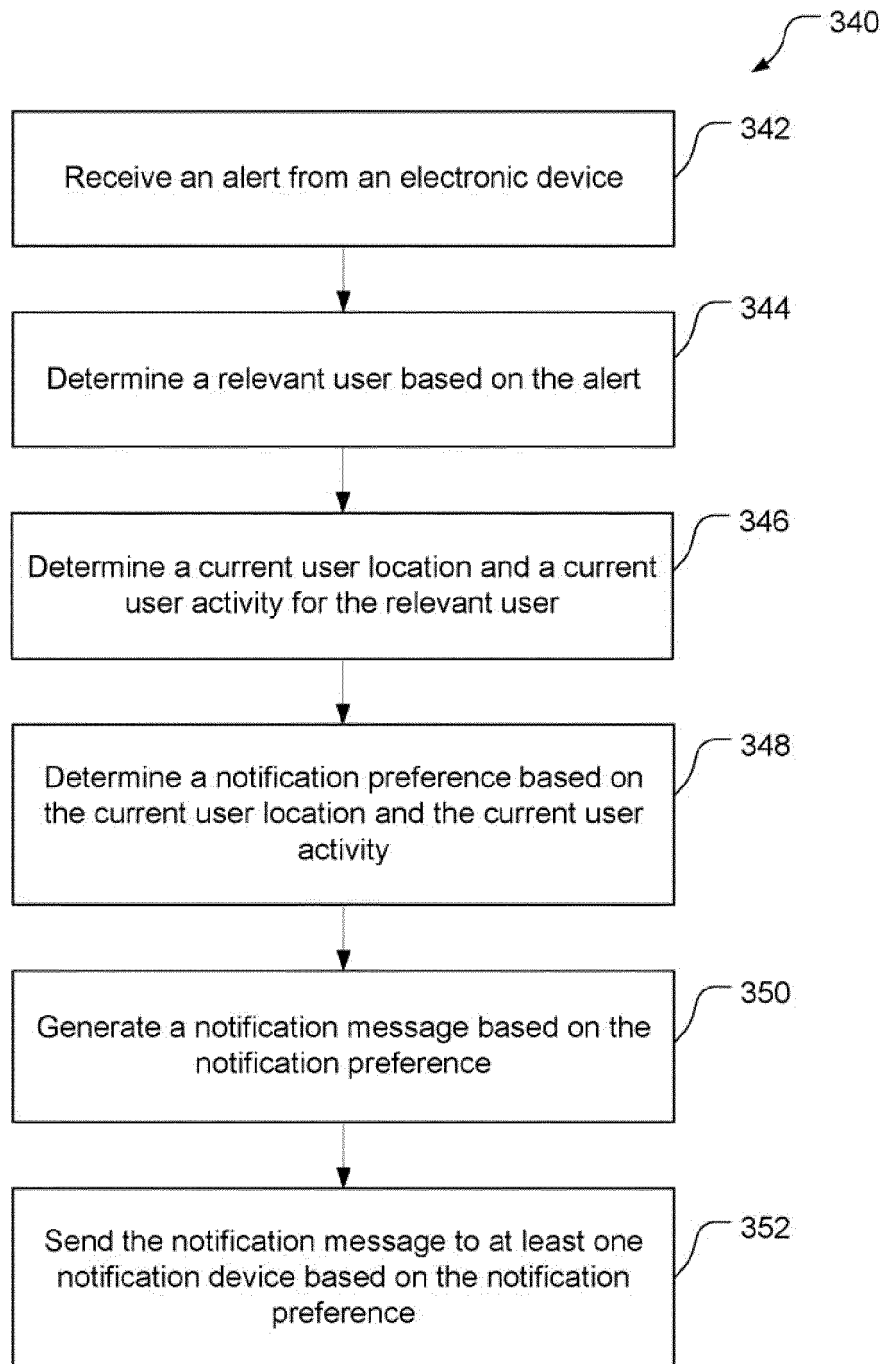 340
342
Receive an alert from an electronic device
344
Determine a relevant user based on the alert
346
Determine a current user location and a current
user activity for the relevant user
348
Determine a notification preference based on
the current user location and the current user
activity
350
Generate a notification message based on the
notification preference
352
Send the notification message to at least one
notification device based on the notification
preference